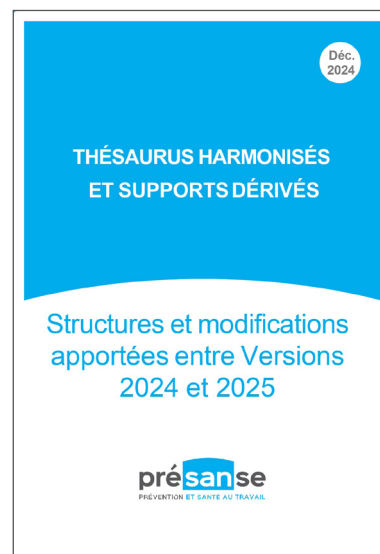 Déc.
2024
THÉSAURUS HARMONISÉS
ET SUPPORTS DÉRIVÉS
Structures et modifications
apportées entre Versions
2024 et 2025
présanse
PRÉVENTION ET SANTÉ AU TRAVAIL